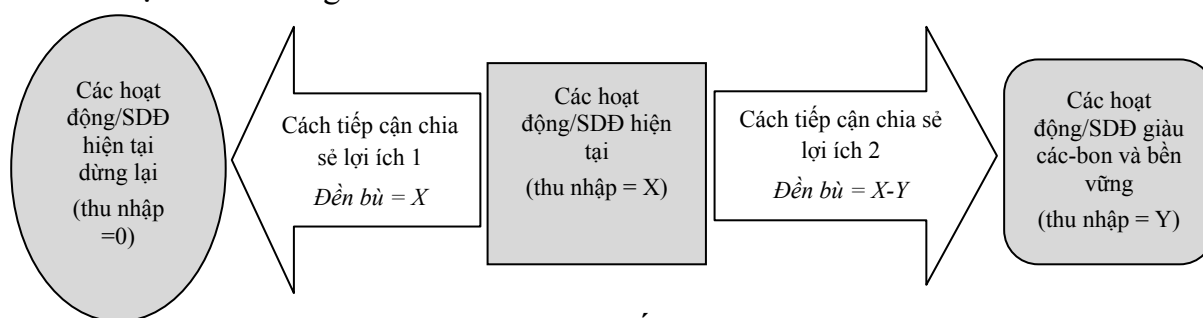 Các hoạt
động/SDĐ
hiện tại
dừng lại
(thu nhập
=0)
Cách tiếp cận chia
sẻ lợi ích 1
Đền bù = X
Các hoạt
động/SDĐ hiện
tại
(thu nhập = X)
Cách tiếp cận chia sẻ
lợi ích 2
Đền bù = X-Y
Các hoạt
động/SDĐ giàu
các-bon và bền
vững
(thu nhập = Y)